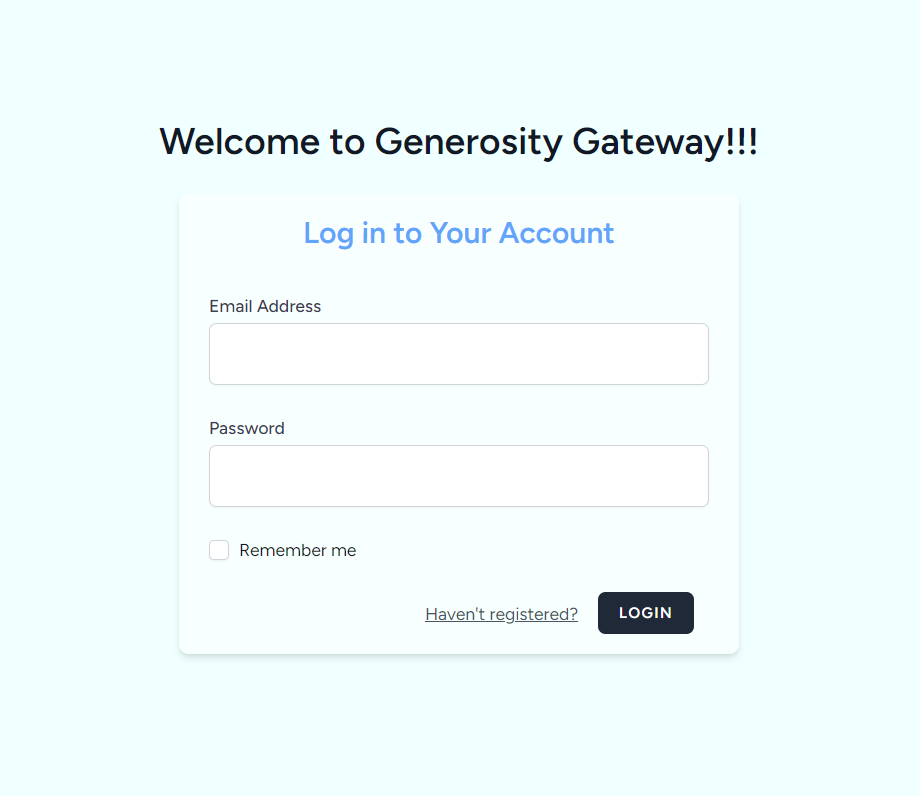 Welcome to Generosity Gateway!!!
Log in to Your Account
Email Address
Password
Remember me
Haven't registered? LOGIN